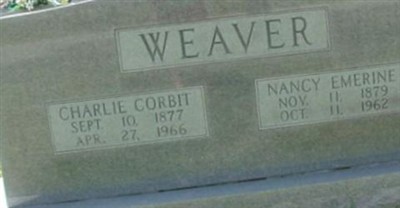 WEAVER
CHARLIE CORBIT
SEPT. 10, 1877
APR. 27, 1966
NANCY EMERINE
NOV. 11, 1879
OCT. 11, 1962